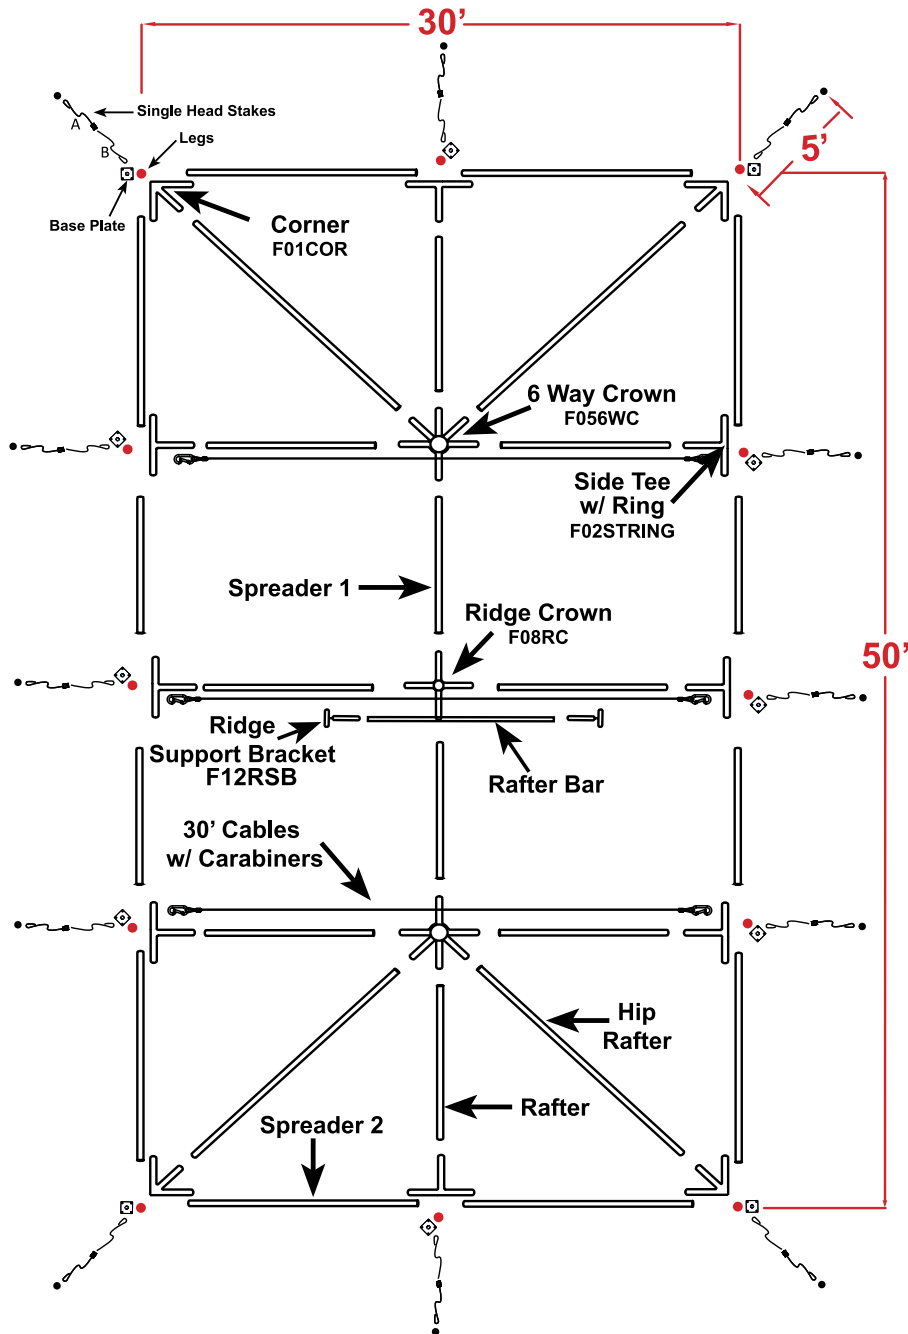 30’
Single Head Stakes
A
B
Legs
5’
Base Plate
Corner
F01COR
6 Way Crown
F056WC
Side Tee
w/ Ring
F02STRING
Spreader 1
Ridge Crown
F08RC
50’
Ridge
Support Bracket
F12RSB
Rafter Bar
30’ Cables
w/ Carabiners
Hip
Rafter
Rafter
Spreader 2